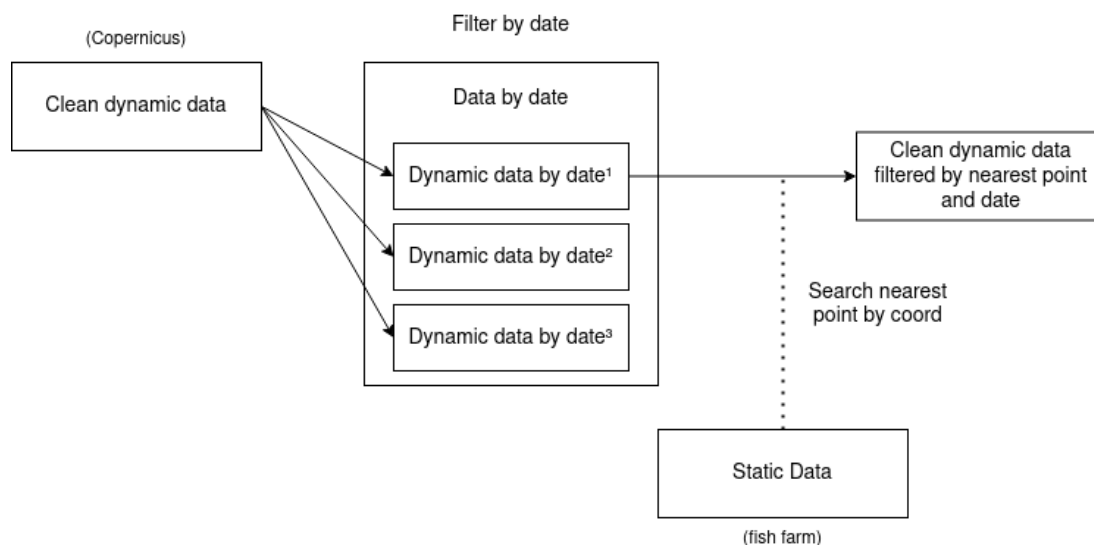 Filter by date
(Copernicus)
Clean dynamic data
Data by date
Dynamic data by date¹
Dynamic data by date²
Dynamic data by date³
Clean dynamic data
filtered by nearest point
and date
Search nearest
point by coord
Static Data
(fish farm)